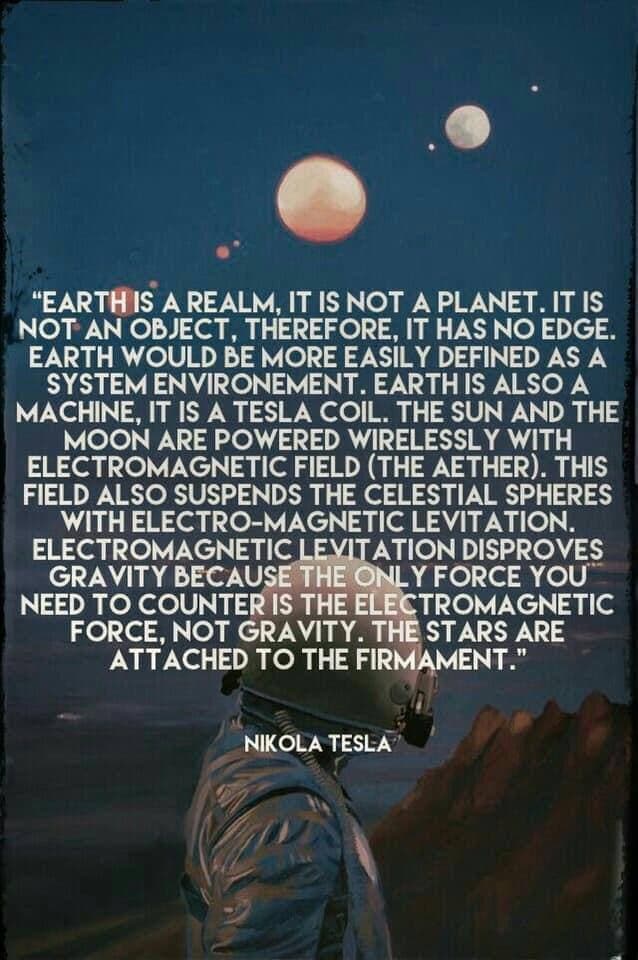 “EARTH IS A REALM, IT IS NOT A PLANET. IT IS
NOT AN OBJECT, THEREFORE, IT HAS NO EDGE.
EARTH WOULD BE MORE EASILY DEFINED AS A
SYSTEM ENVIRONEMENT. EARTH IS ALSO A
MACHINE, IT IS A TESLA COIL. THE SUN AND THE
MOON ARE POWERED WIRELESSLY WITH
ELECTROMAGNETIC FIELD (THE AETHER). THIS
FIELD ALSO SUSPENDS THE CELESTIAL SPHERES
WITH ELECTRO-MAGNETIC LEVITATION.
ELECTROMAGNETIC LEVITATION DISPROVES
GRAVITY BECAUSE THE ONLY FORCE YOU
NEED TO COUNTER IS THE ELECTROMAGNETIC
FORCE, NOT GRAVITY. THE STARS ARE
ATTACHED TO THE FIRMAMENT.”
NIKOLA TESLA